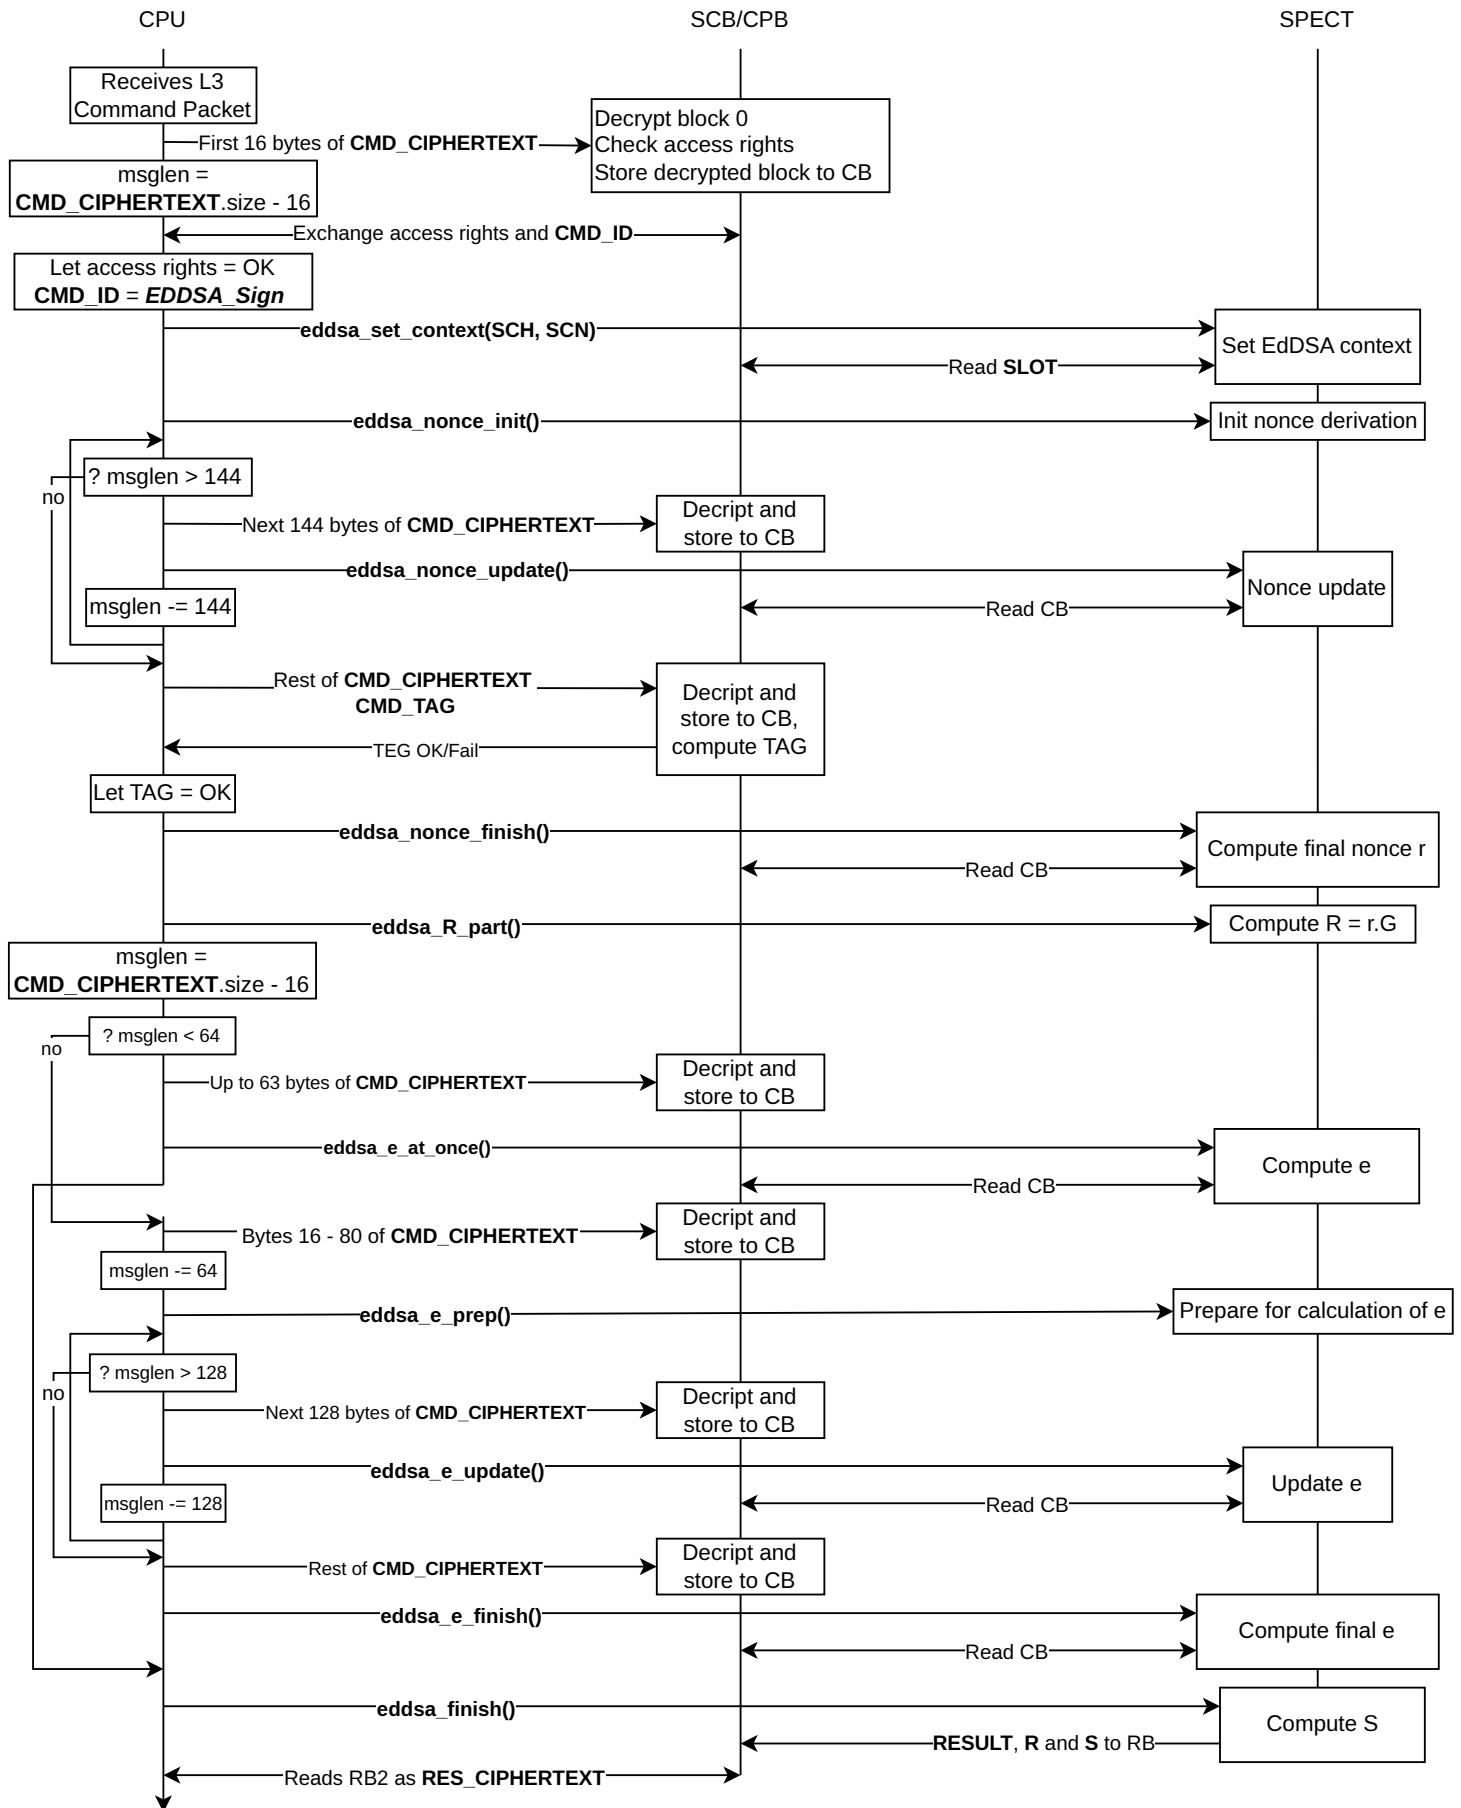 CPU
SCB/CPB
SPECT
Receives L3
Command Packet
First 16 bytes of CMD_CIPHERTEXT
Decrypt block 0
Check access rights
Store decrypted block to CB
msglen =
CMD_CIPHERTEXT.size - 16
Exchange access rights and CMD_ID
Let access rights = OK
CMD_ID = EDDSA_Sign
eddsa_set_context(SCH, SCN)
Set EdDSA context
Read SLOT
eddsa_nonce_init()
Init nonce derivation
? msglen > 144
no
Next 144 bytes of CMD_CIPHERTEXT
Decript and
store to CB
eddsa_nonce_update()
Nonce update
msglen -= 144
Read CB
Rest of CMD_CIPHERTEXT
CMD_TAG
Decript and
store to CB,
compute TAG
TEG OK/Fail
Let TAG = OK
eddsa_nonce_finish()
Compute final nonce r
Read CB
eddsa_R_part()
Compute R = r.G
msglen =
CMD_CIPHERTEXT.size - 16
? msglen < 64
no
Up to 63 bytes of CMD_CIPHERTEXT
Decript and
store to CB
eddsa_e_at_once()
Compute e
Read CB
Bytes 16 - 80 of CMD_CIPHERTEXT
Decript and
store to CB
msglen -= 64
eddsa_e_prep()
Prepare for calculation of e
? msglen > 128
no
Next 128 bytes of CMD_CIPHERTEXT
Decript and
store to CB
eddsa_e_update()
Update e
msglen -= 128
Read CB
Rest of CMD_CIPHERTEXT
Decript and
store to CB
eddsa_e_finish()
Compute final e
Read CB
eddsa_finish()
Compute S
RESULT, R and S to RB
Reads RB2 as RES_CIPHERTEXT